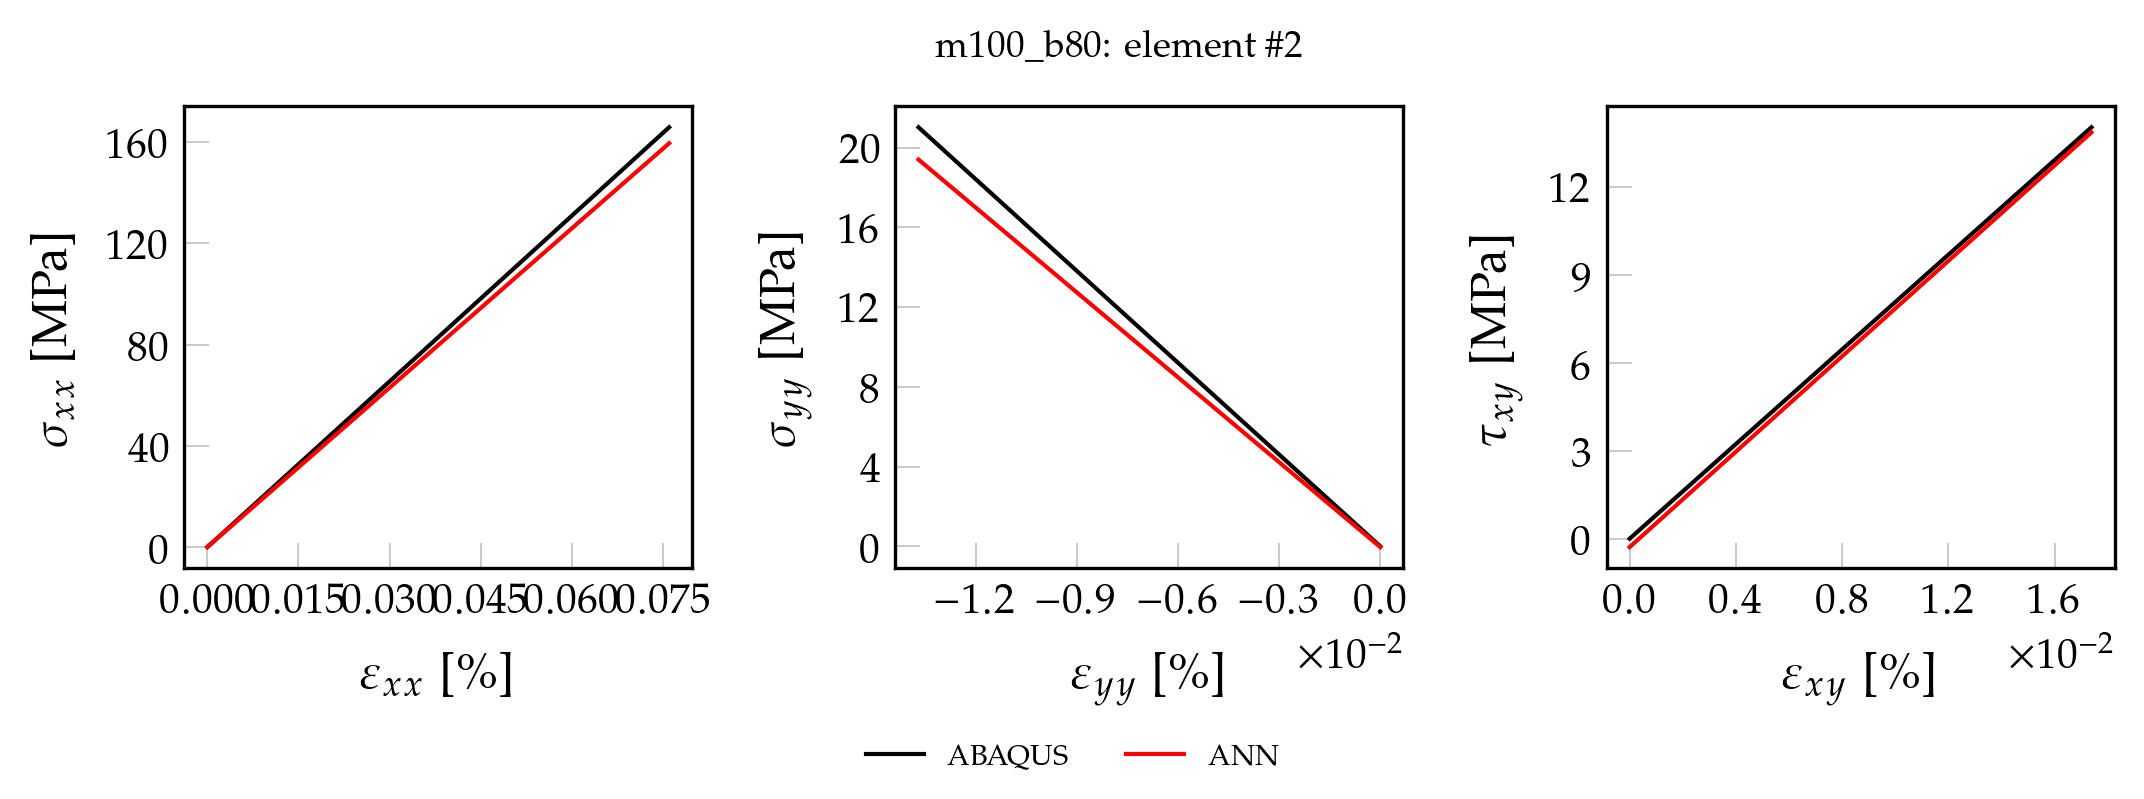 m100_b80: element #2
σxx [MPa]
160
120
80
40
0
0.000 0.015 0.030 0.045 0.060 0.075
εxx [%]
σyy [MPa]
20
16
12
8
4
0
−1.2 −0.9 −0.6 −0.3 0.0
×10⁻²
εyy [%]
τxy [MPa]
12
9
6
3
0
0.0 0.4 0.8 1.2 1.6
×10⁻²
εxy [%]
ABAQUS ANN